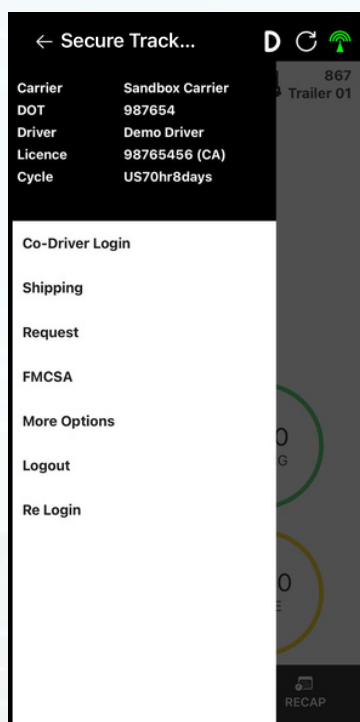 ← Secure Track... D
867
Trailer 01
Carrier Sandbox Carrier
DOT 987654
Driver Demo Driver
Licence 98765456 (CA)
Cycle US70hr8days
Co-Driver Login
Shipping
Request
FMCSA
More Options
Logout
Re Login
0
G
0
E
RECAP